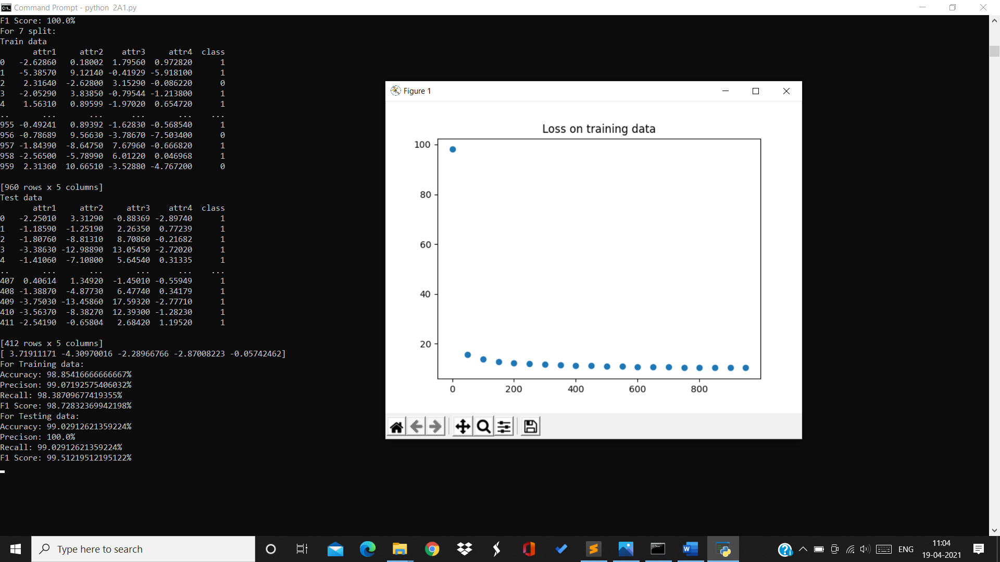 Command Prompt - python  2A1.py
F1 Score: 100.0%
For 7 split:
Train data
       attr1     attr2    attr3     attr4  class
0   -2.62860   0.18002  1.79560  0.972820      1
1   -5.38570   9.12140 -0.41929 -5.918100      1
2    2.31640  -2.62800  3.15290 -0.086220      0
3   -2.05290   3.83850 -0.79544 -1.213800      1
4    1.56310   0.89599 -1.97020  0.654720      1
..       ...       ...      ...       ...    ...
955 -0.49241   0.89392 -1.62830 -0.568540      1
956 -0.78689   9.56630 -3.78670 -7.503400      0
957 -1.84390  -8.64750  7.67960 -0.666820      1
958 -2.56500  -5.78990  6.01220  0.046968      1
959  2.31360  10.66510 -3.52880 -4.767200      0
[960 rows x 5 columns]
Test data
       attr1     attr2     attr3    attr4  class
0   -2.25010   3.31290  -0.88369 -2.89740      1
1   -1.18590  -1.25190   2.26350  0.77239      1
2   -1.80760  -8.81310   8.70860 -0.21682      1
3   -3.38630 -12.98890  13.05450 -2.72020      1
4   -1.41060  -7.10800   5.64540  0.31335      1
..       ...       ...       ...      ...    ...
407  0.40614   1.34920  -1.45010 -0.55949      1
408 -1.38870  -4.87730   6.47740  0.34179      1
409 -3.75030 -13.45860  17.59320 -2.77710      1
410 -3.56370  -8.38270  12.39300 -1.28230      1
411 -2.54190  -0.65804   2.68420  1.19520      1
[412 rows x 5 columns]
[ 3.71911171 -4.30970016 -2.28966766 -2.87008223 -0.05742462]
For Training data:
Accuracy: 98.85416666666667%
Precison: 99.07192575406032%
Recall: 98.38709677419355%
F1 Score: 98.72832369942198%
For Testing data:
Accuracy: 99.02912621359224%
Precison: 100.0%
Recall: 99.02912621359224%
F1 Score: 99.51219512195122%
Figure 1
Loss on training data
100
80
60
40
20
0 200 400 600 800
Type here to search
ENG
11:04
19-04-2021